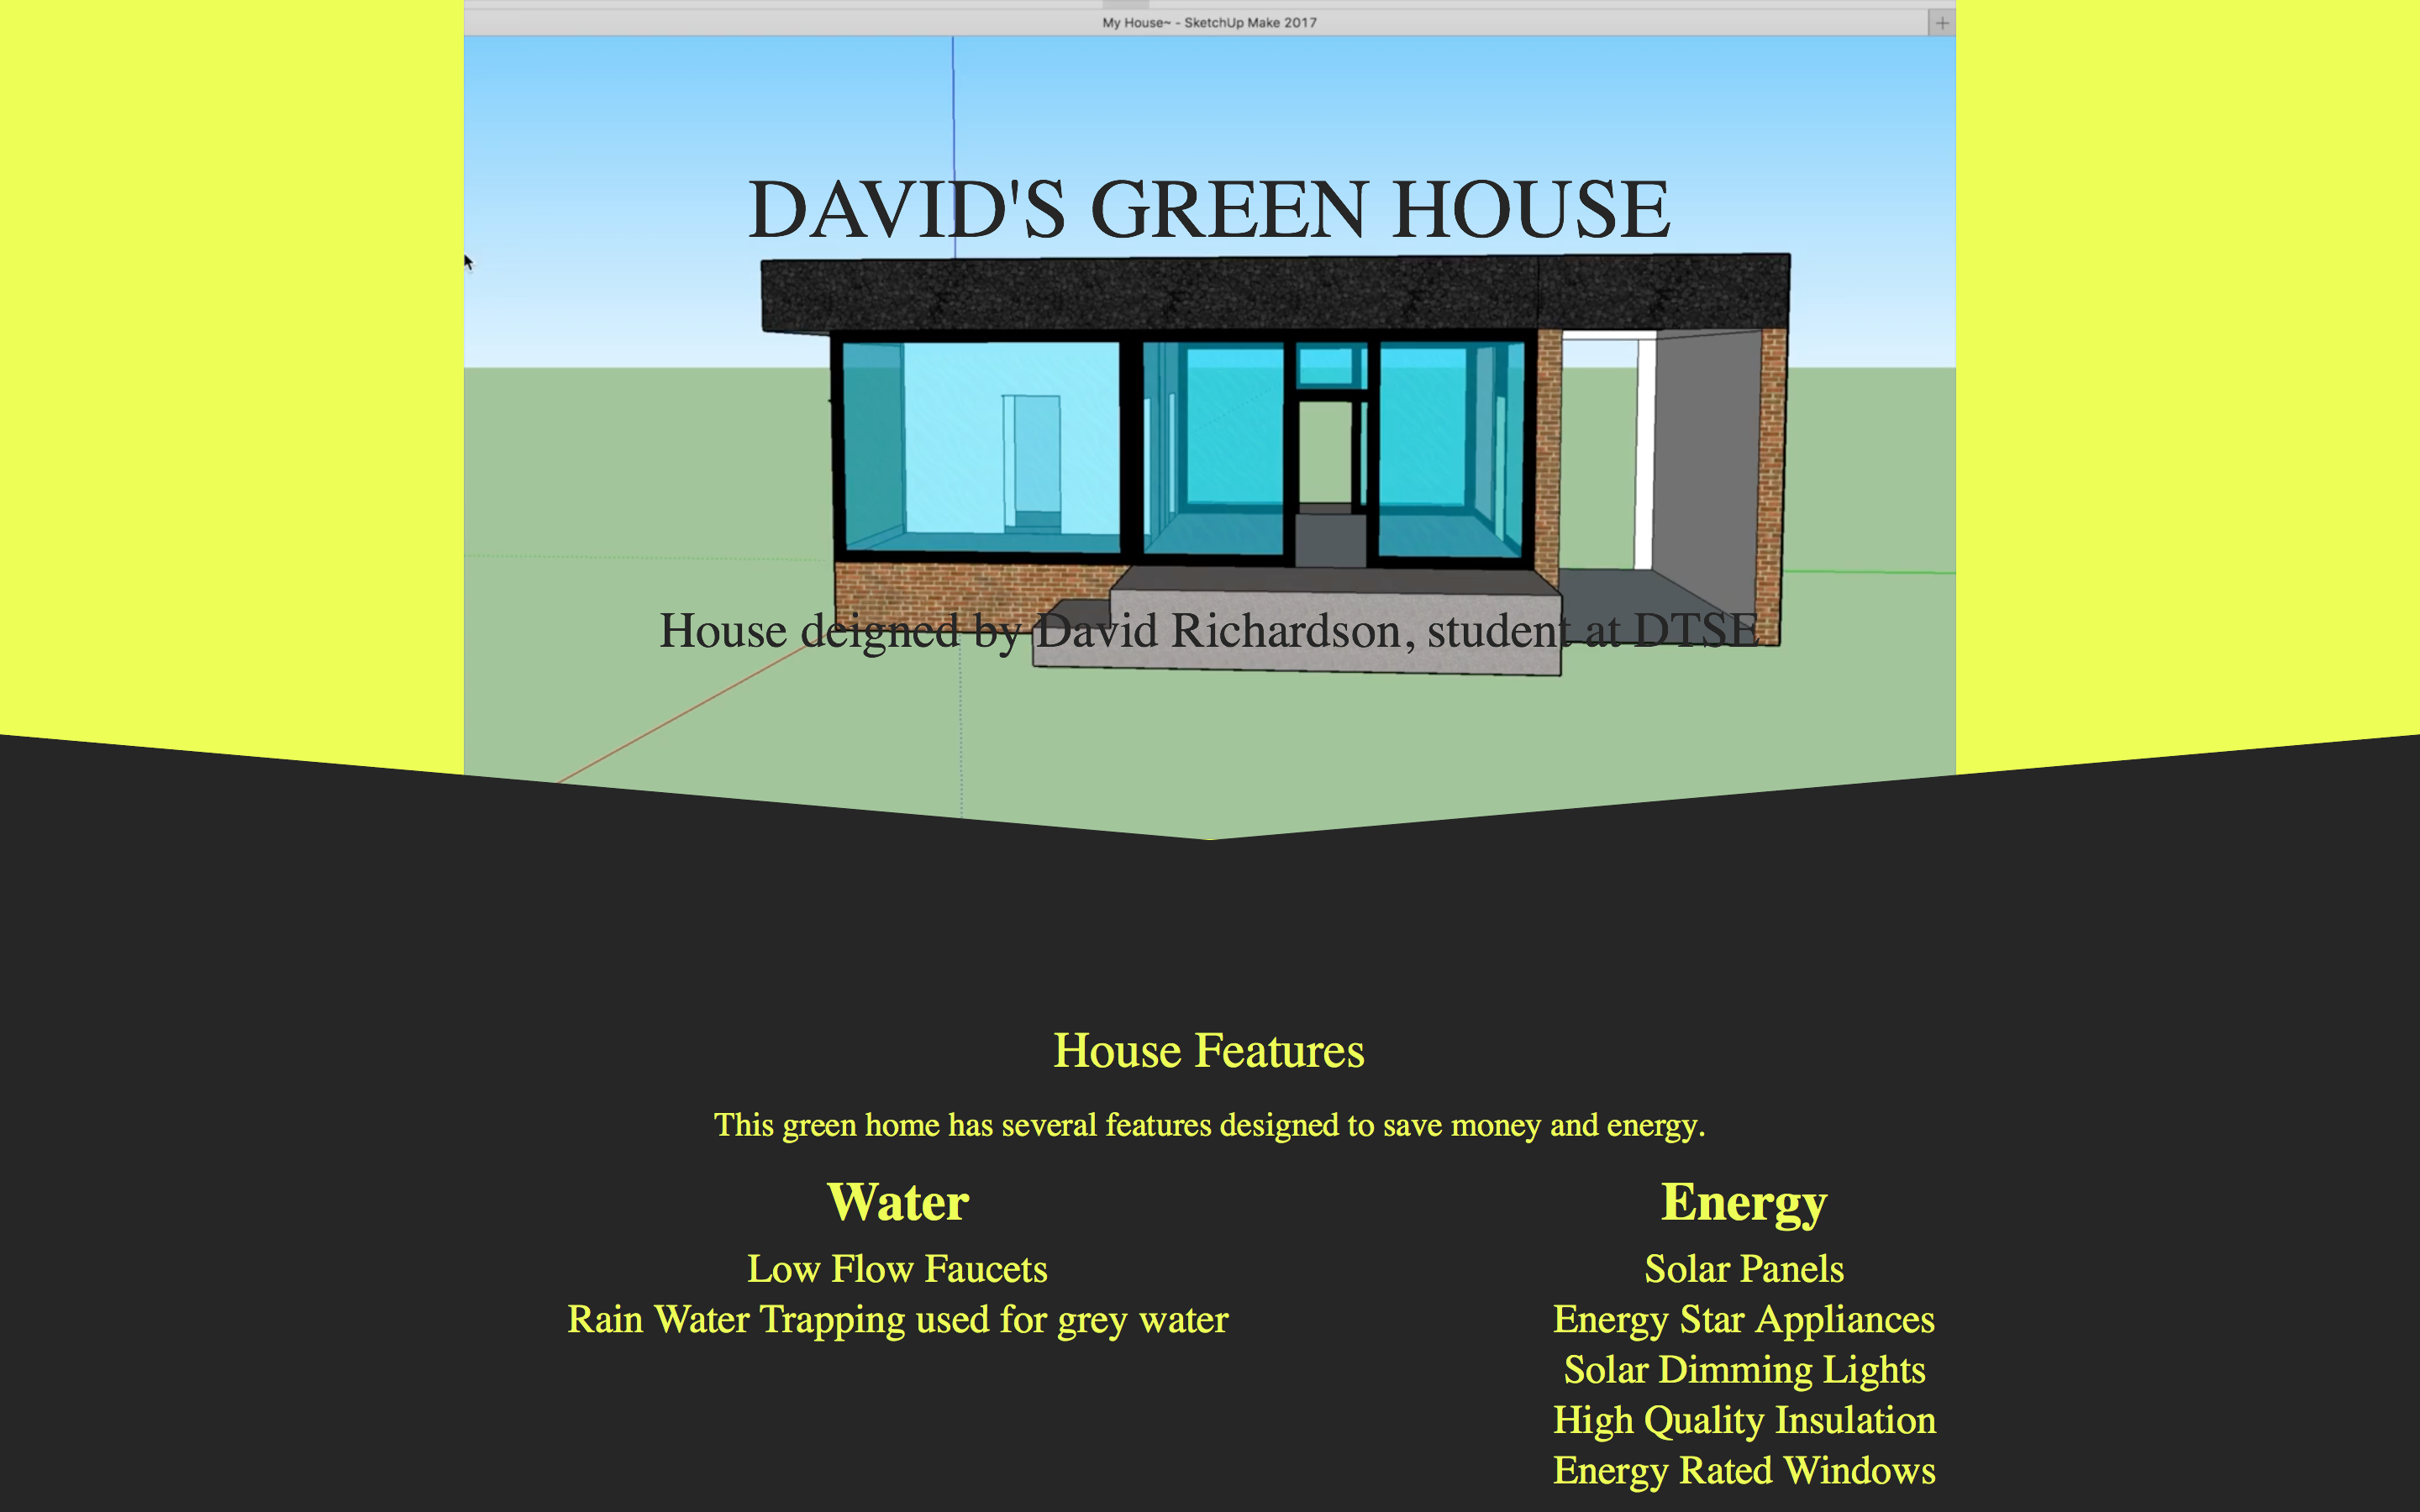 My House~ - SketchUp Make 2017
DAVID'S GREEN HOUSE
House deigned by David Richardson, student at DTSE
House Features
This green home has several features designed to save money and energy.
Water
Low Flow Faucets
Rain Water Trapping used for grey water
Energy
Solar Panels
Energy Star Appliances
Solar Dimming Lights
High Quality Insulation
Energy Rated Windows